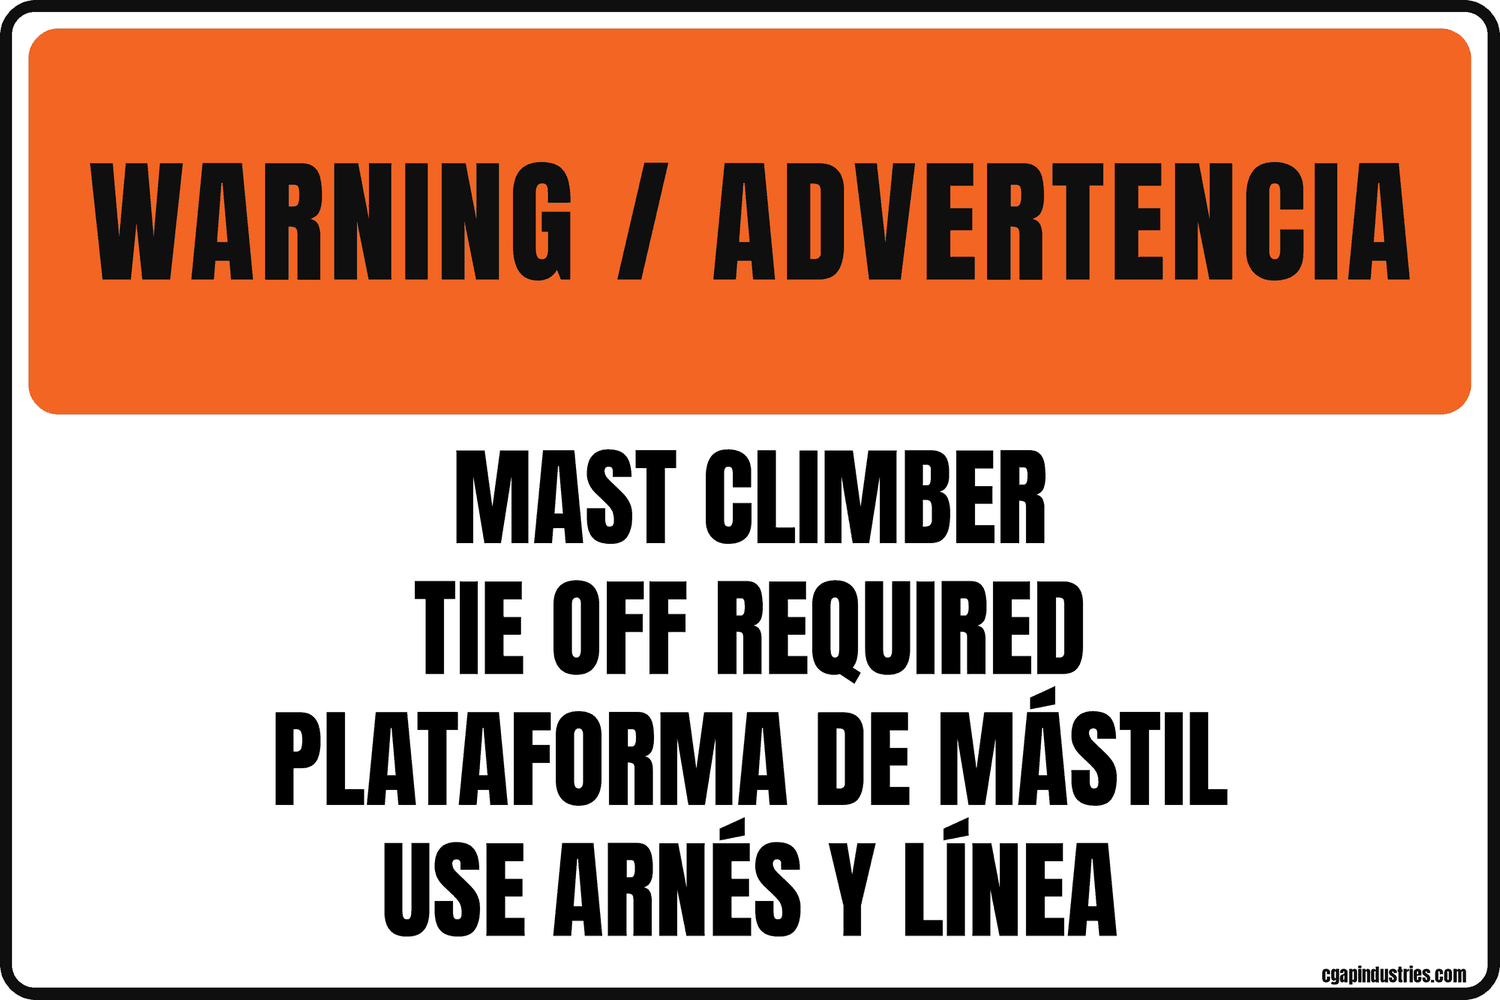 WARNING / ADVERTENCIA
MAST CLIMBER
TIE OFF REQUIRED
PLATAFORMA DE MÁSTIL
USE ARNÉS Y LÍNEA
cgapindustries.com